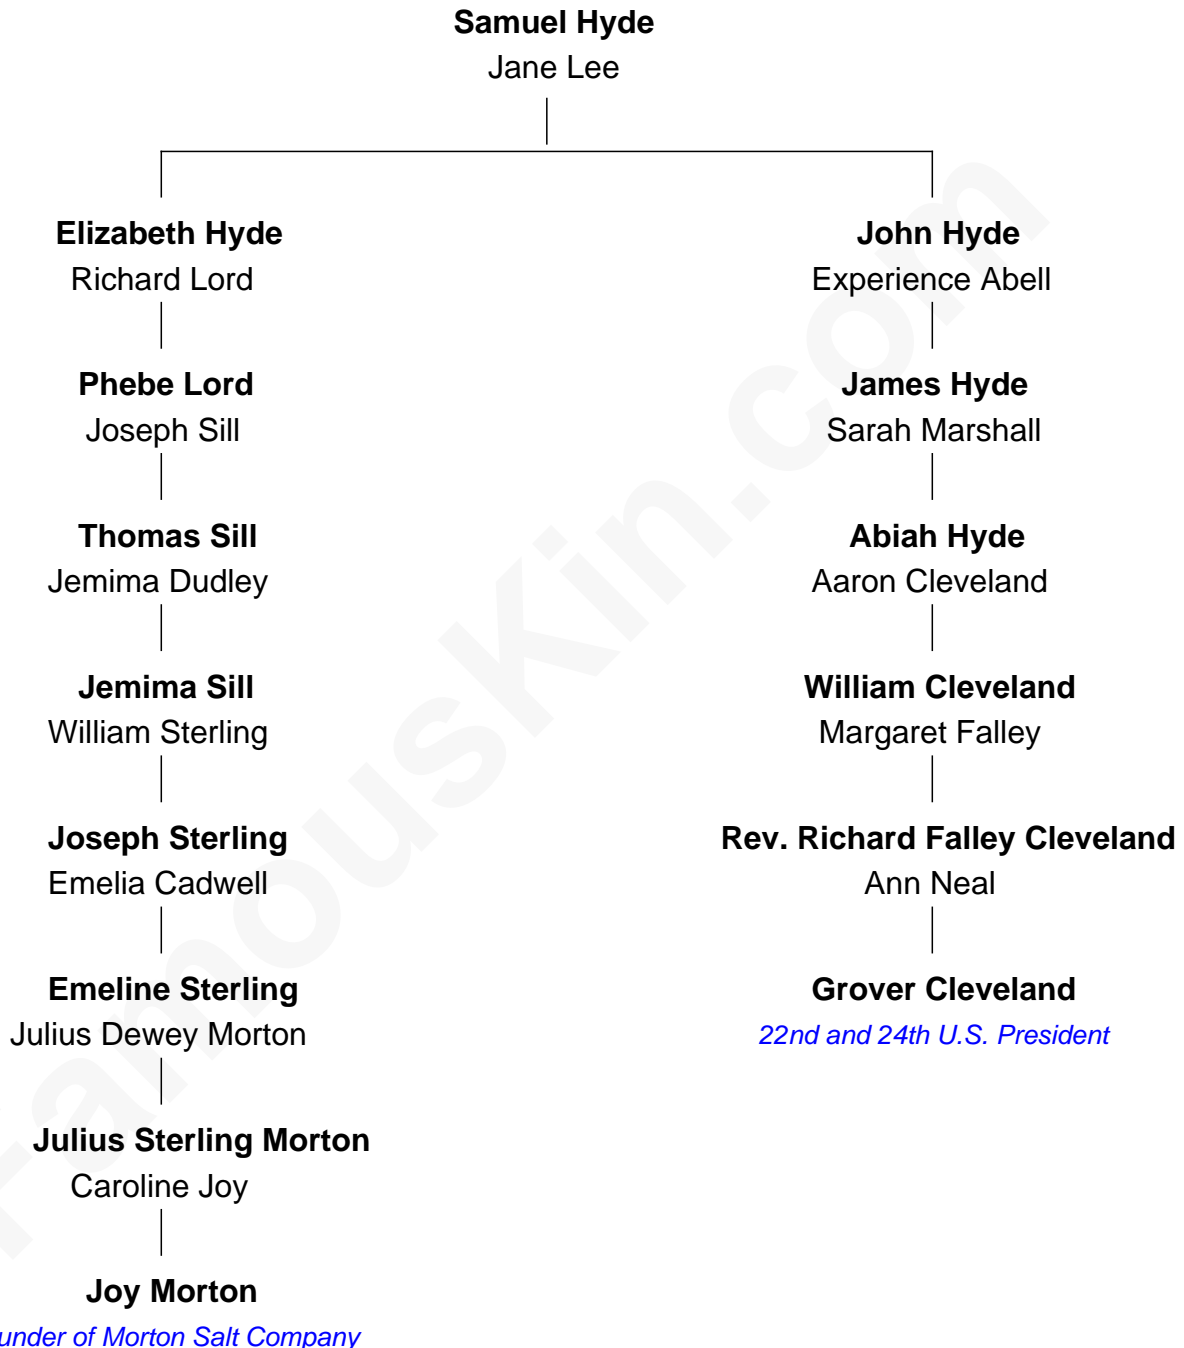 Samuel Hyde
Jane Lee
Elizabeth Hyde
Richard Lord
John Hyde
Experience Abell
Phebe Lord
Joseph Sill
James Hyde
Sarah Marshall
Thomas Sill
Jemima Dudley
Abiah Hyde
Aaron Cleveland
Jemima Sill
William Sterling
William Cleveland
Margaret Falley
Joseph Sterling
Emelia Cadwell
Rev. Richard Falley Cleveland
Ann Neal
Emeline Sterling
Julius Dewey Morton
Grover Cleveland
22nd and 24th U.S. President
Julius Sterling Morton
Caroline Joy
Joy Morton
under of Morton Salt Company
FamousKin.com